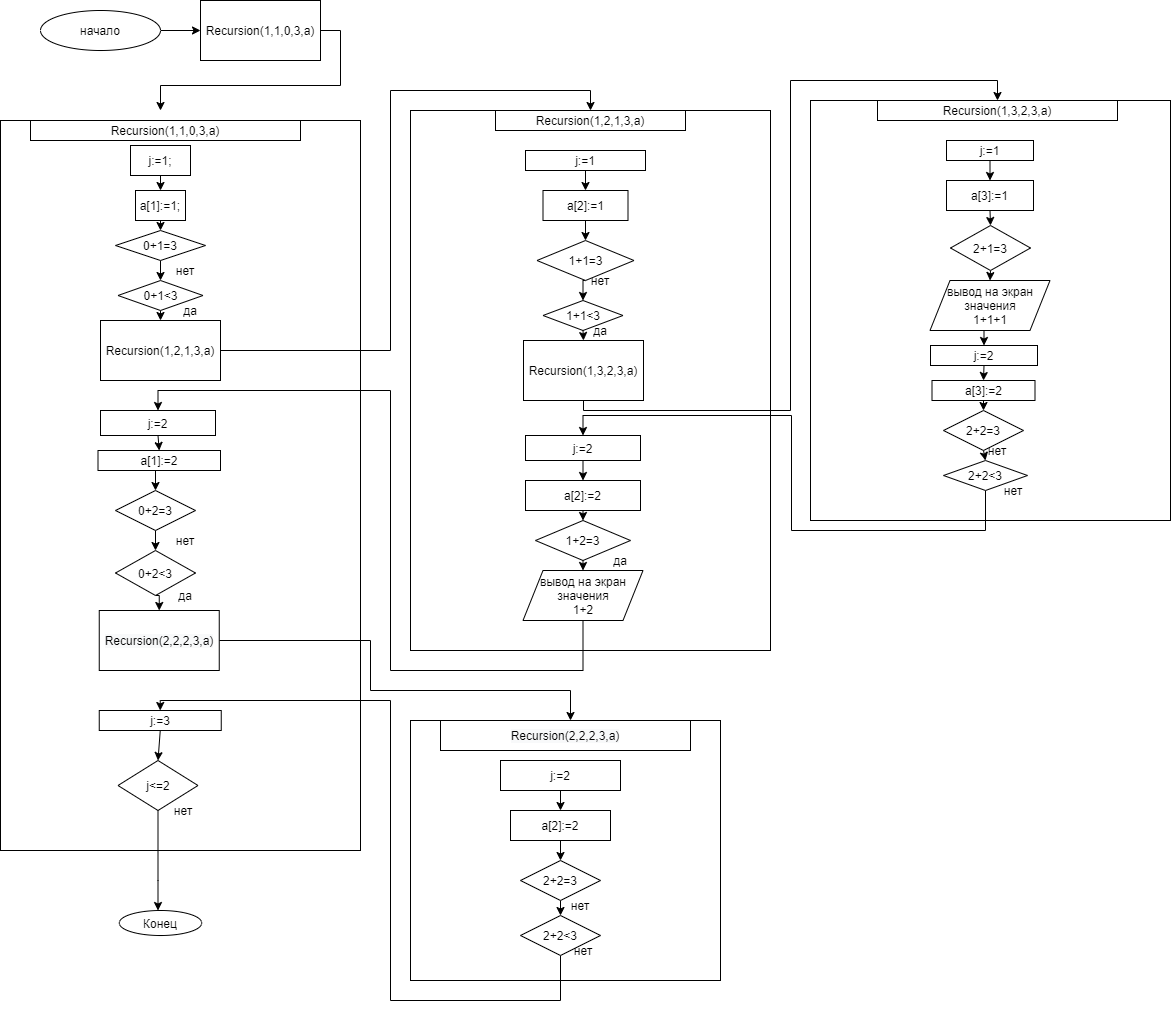 начало
Recursion(1,1,0,3,a)
Recursion(1,1,0,3,a)
j:=1;
a[1]:=1;
0+1=3
нет
0+1<3
да
Recursion(1,2,1,3,a)
j:=2
a[1]:=2
0+2=3
нет
0+2<3
да
Recursion(2,2,2,3,a)
j:=3
j<=2
нет
Конец
Recursion(1,2,1,3,a)
j:=1
a[2]:=1
1+1=3
нет
1+1<3
да
Recursion(1,3,2,3,a)
j:=2
a[2]:=2
1+2=3
да
вывод на экран
значения
1+2
Recursion(1,3,2,3,a)
j:=1
a[3]:=1
2+1=3
вывод на экран
значения
1+1+1
j:=2
a[3]:=2
2+2=3
нет
2+2<3
нет
Recursion(2,2,2,3,a)
j:=2
a[2]:=2
2+2=3
нет
2+2<3
нет